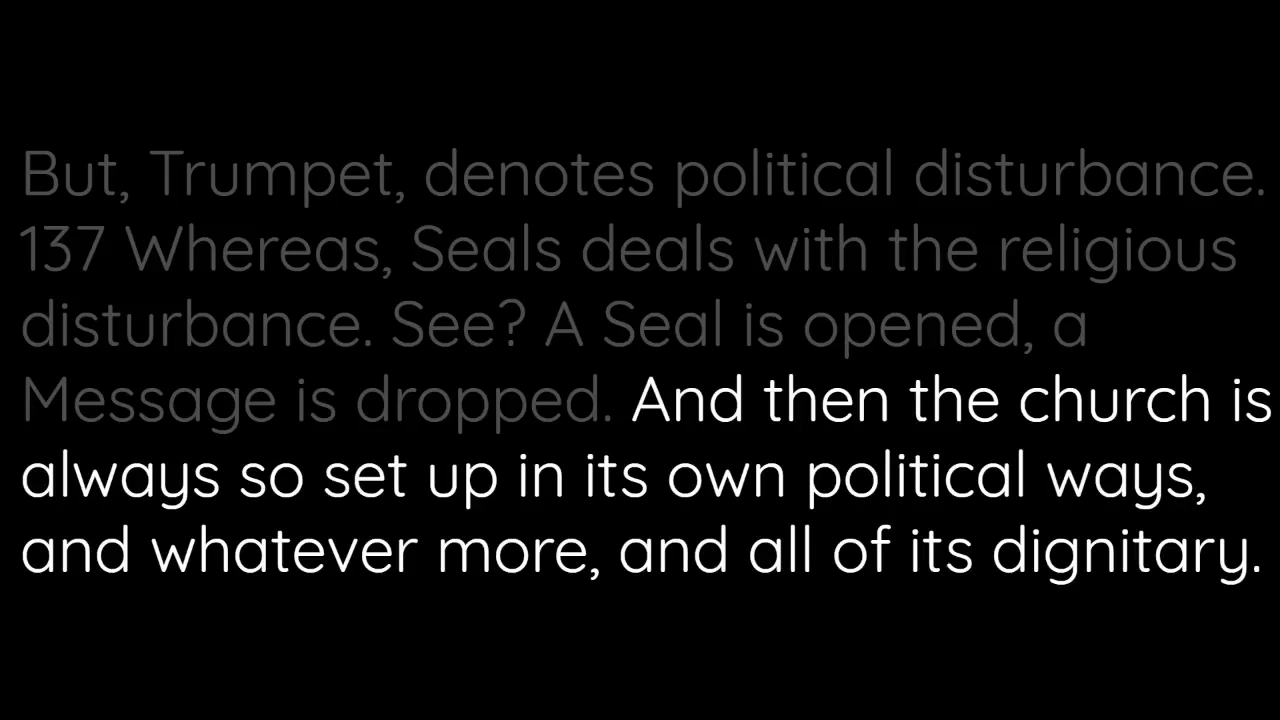 But, Trumpet, denotes political disturbance.
137 Whereas, Seals deals with the religious
disturbance. See? A Seal is opened, a
Message is dropped. And then the church is
always so set up in its own political ways,
and whatever more, and all of its dignitary.